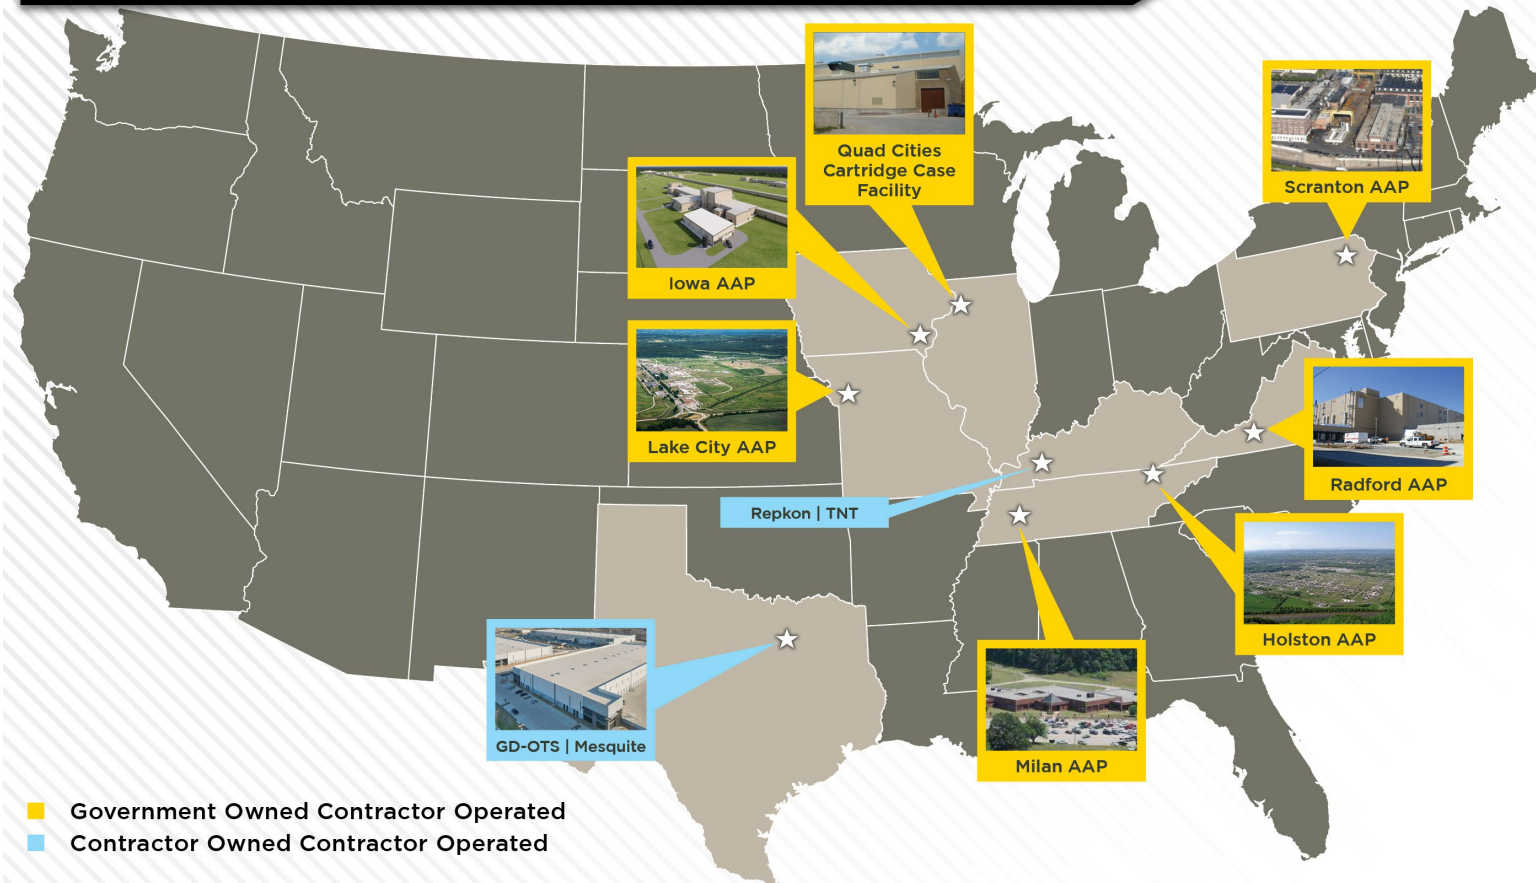 Quad Cities
Cartridge Case
Facility
Scranton AAP
Iowa AAP
Lake City AAP
Radford AAP
Repkon | TNT
Holston AAP
GD-OTS | Mesquite
Milan AAP
Government Owned Contractor Operated
Contractor Owned Contractor Operated